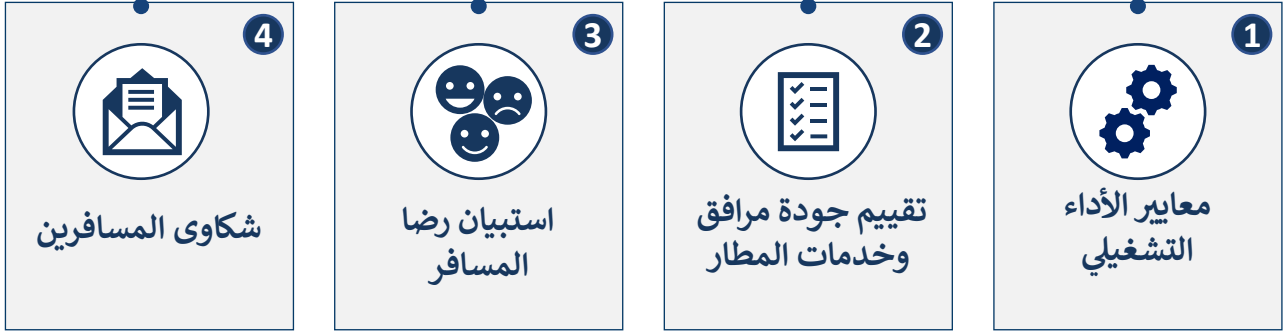 1
معايير الأداء
التشغيلي
2
تقييم جودة مرافق
وخدمات المطار
3
استبيان رضا
المسافر
4
شكاوى المسافرين